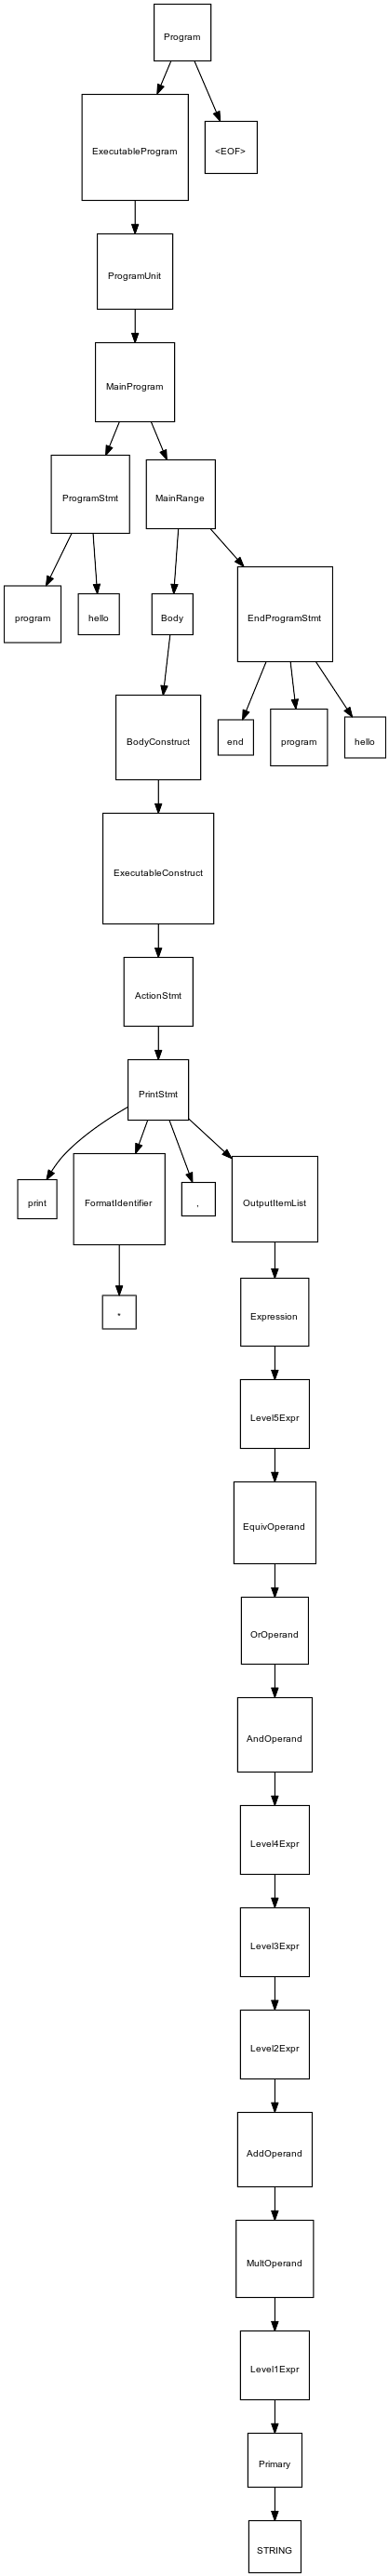 Program
ExecutableProgram
<EOF>
ProgramUnit
MainProgram
ProgramStmt
MainRange
program
hello
Body
EndProgramStmt
BodyConstruct
end
program
hello
ExecutableConstruct
ActionStmt
PrintStmt
print
FormatIdentifier
,
OutputItemList
*
Expression
Level5Expr
EquivOperand
OrOperand
AndOperand
Level4Expr
Level3Expr
Level2Expr
AddOperand
MultOperand
Level1Expr
Primary
STRING